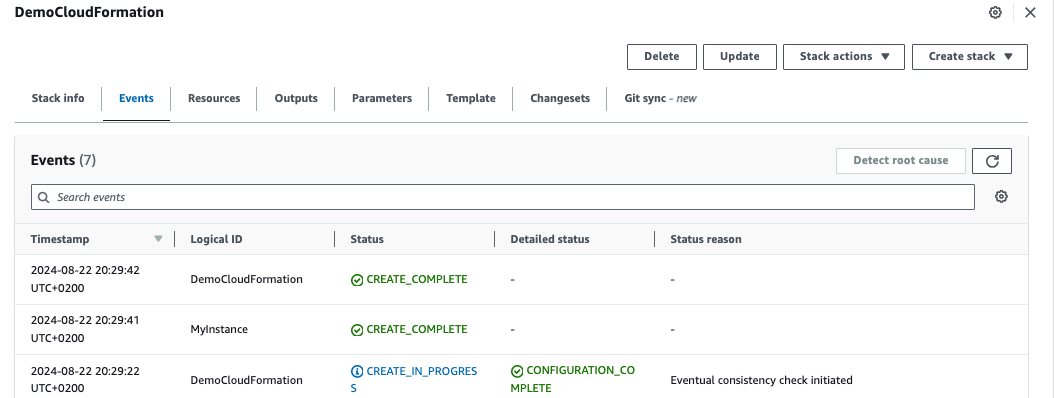 DemoCloudFormation
Delete Update Stack actions Create stack
Stack info Events Resources Outputs Parameters Template Changesets Git sync - new
Events (7)
Detect root cause
Search events
Timestamp Logical ID Status Detailed status Status reason
2024-08-22 20:29:42
UTC+0200
DemoCloudFormation
CREATE_COMPLETE
-
-
2024-08-22 20:29:41
UTC+0200
MyInstance
CREATE_COMPLETE
-
-
2024-08-22 20:29:22
UTC+0200
DemoCloudFormation
CREATE_IN_PROGRES
S
CONFIGURATION_CO
MPLETE
Eventual consistency check initiated